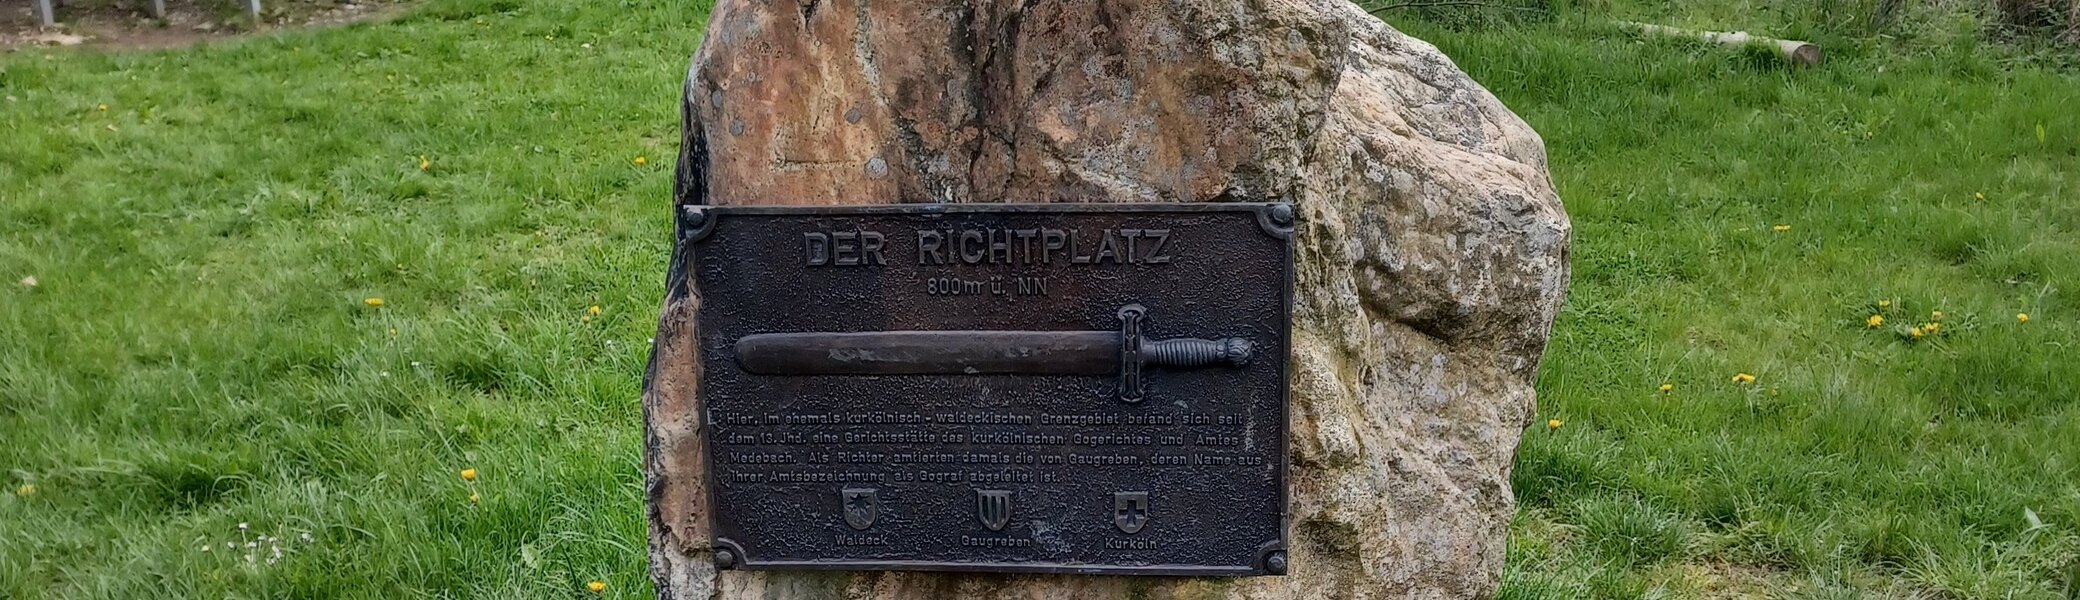 DER RICHTPLATZ
800m ü. NN
Hier, im ehemals kurkölnisch - waldeckischen Grenzgebiet befand sich seit
dem 13. Jhd. eine Gerichtsstätte des kurkölnischen Gogerichtes und Amtes
Medebach. Als Richter amtierten damals die von Gaugreben, deren Name aus
ihrer Amtsbezeichnung als Gograf abgeleitet ist.
Waldeck Gaugreben Kurköln